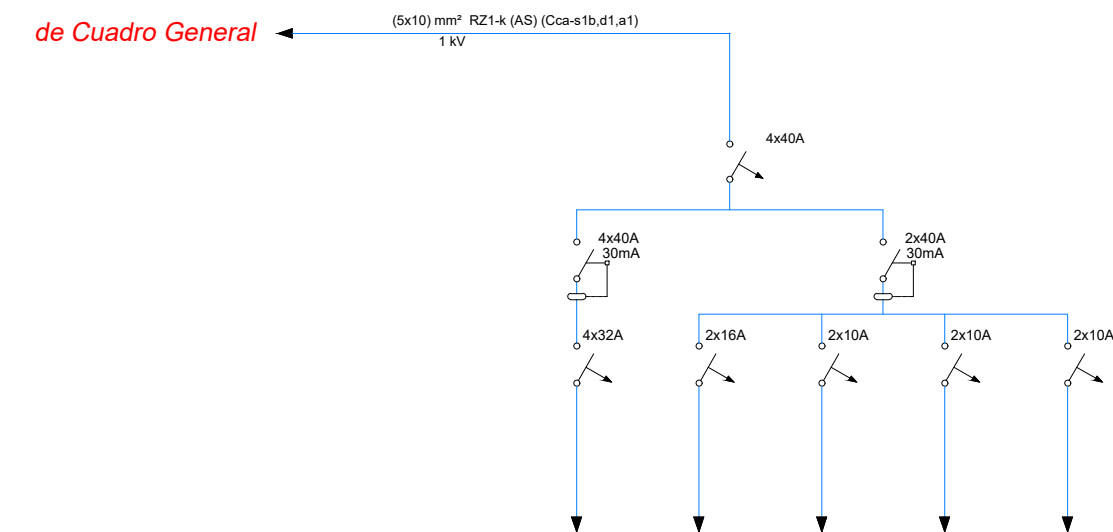 de Cuadro General
(5x10) mm² RZ1-k (AS) (Cca-s1b,d1,a1)
1 kV
4x40A
4x40A
30mA
2x40A
30mA
4x32A
2x16A
2x10A
2x10A
2x10A